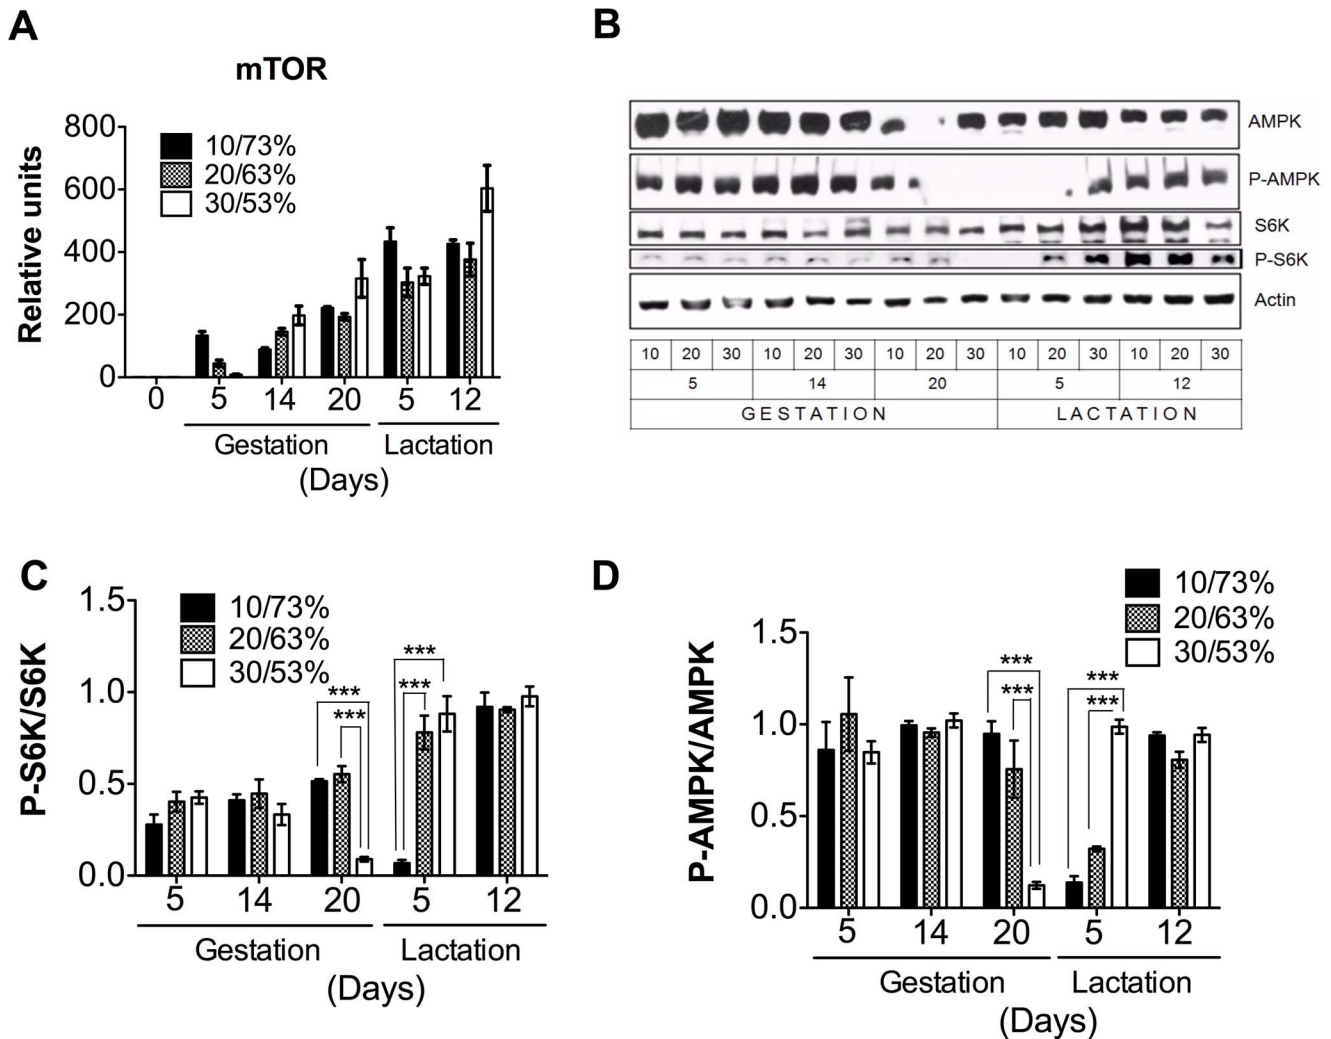 A
mTOR
Relative units
800
600
400
200
0
10/73%
20/63%
30/53%
0 5 14 20 5 12
Gestation Lactation
(Days)
B
AMPK
P-AMPK
S6K
P-S6K
Actin
10 20 30 10 20 30 10 20 30 10 20 30 10 20 30
5 14 20 5 12
GESTATION LACTATION
C
P-S6K/S6K
1.5
1.0
0.5
0.0
10/73%
20/63%
30/53%
*** 
***
***
***
5 14 20 5 12
Gestation Lactation
(Days)
D
P-AMPK/AMPK
1.5
1.0
0.5
0.0
10/73%
20/63%
30/53%
***
***
***
***
5 14 20 5 12
Gestation Lactation
(Days)